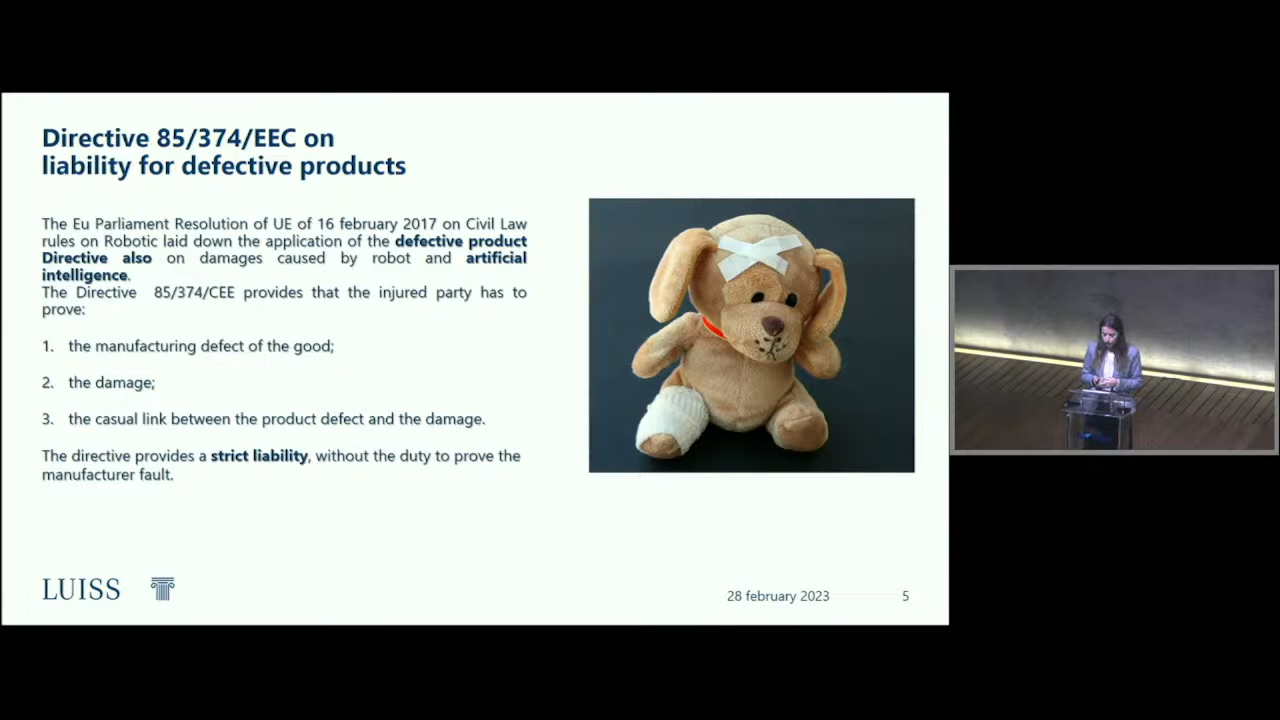 Directive 85/374/EEC on
liability for defective products
The Eu Parliament Resolution of UE of 16 february 2017 on Civil Law
rules on Robotic laid down the application of the defective product
Directive also on damages caused by robot and artificial
intelligence.
The Directive 85/374/CEE provides that the injured party has to
prove:
1. the manufacturing defect of the good;
2. the damage;
3. the casual link between the product defect and the damage.
The directive provides a strict liability, without the duty to prove the
manufacturer fault.
LUISS
28 february 2023 5